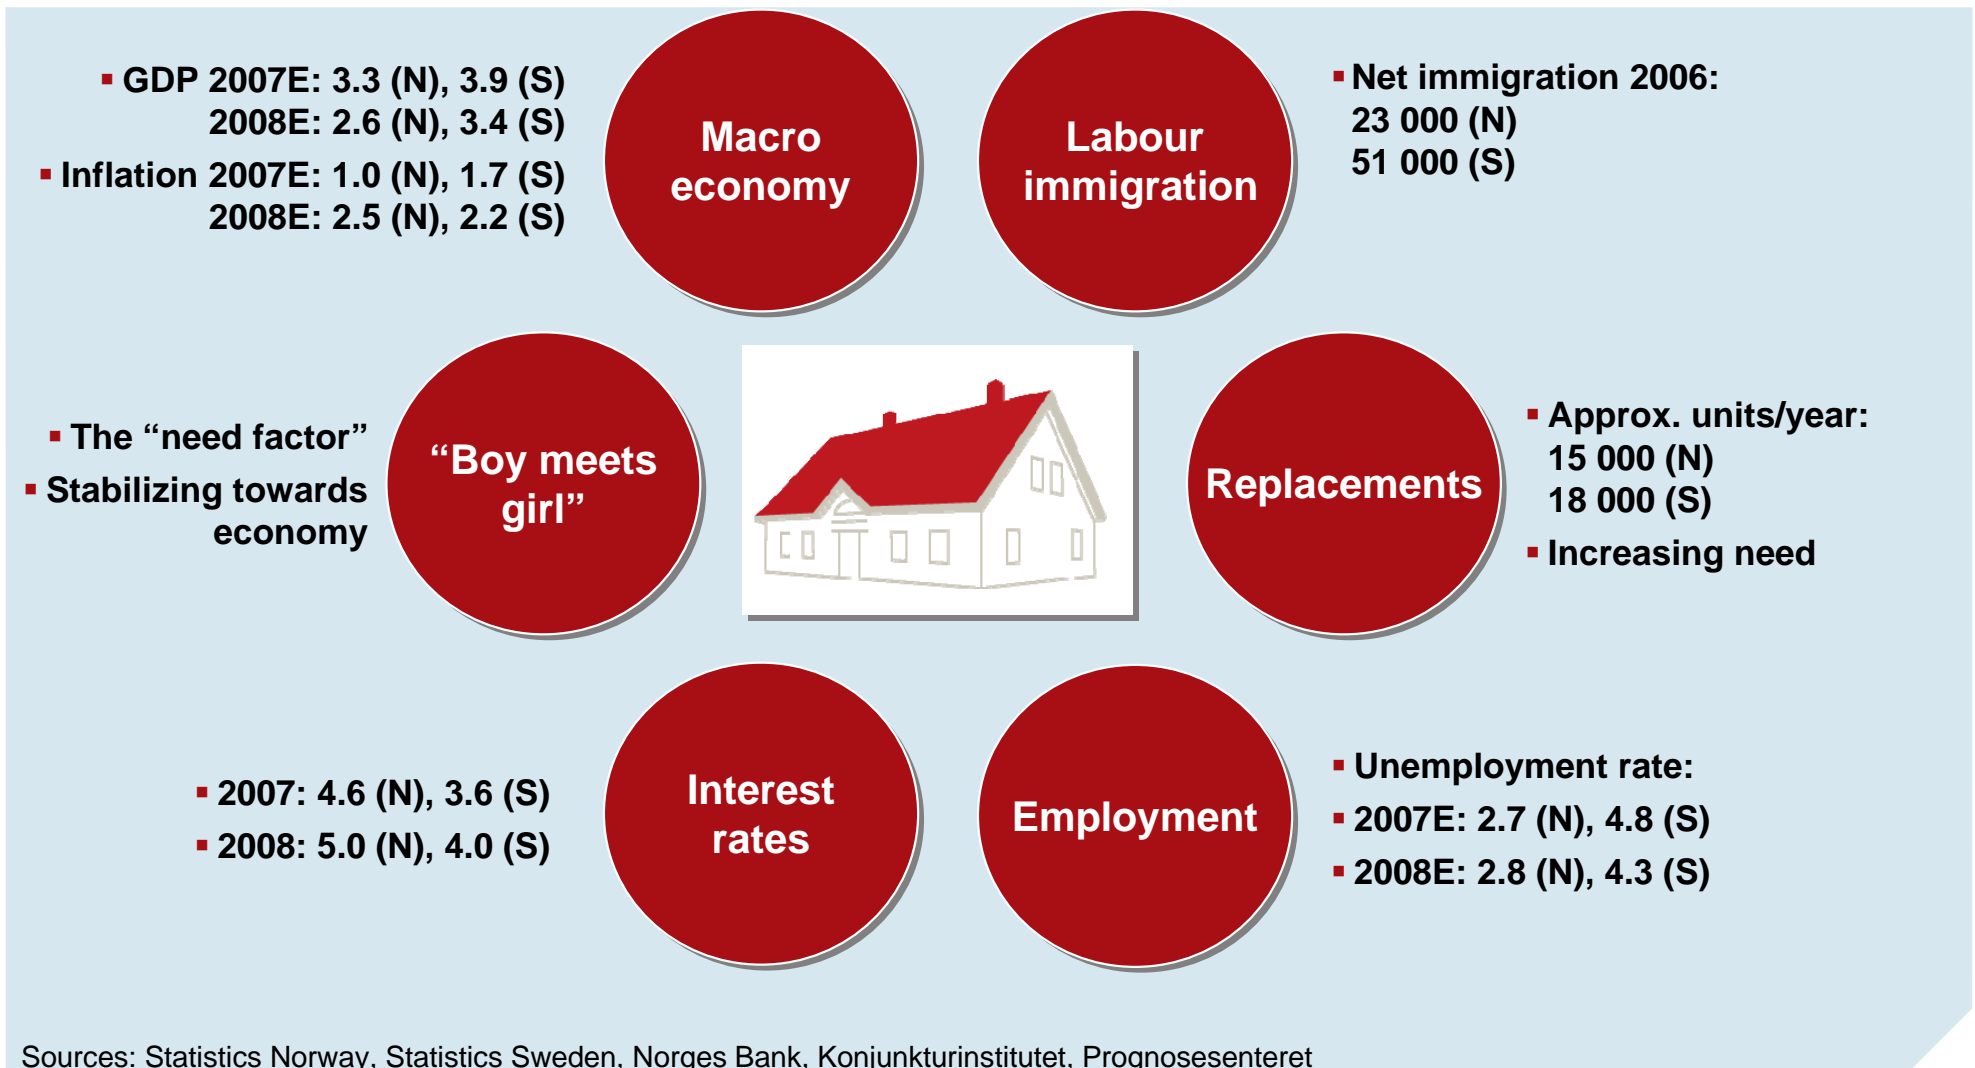 ▪ GDP 2007E: 3.3 (N), 3.9 (S)
2008E: 2.6 (N), 3.4 (S)
▪ Inflation 2007E: 1.0 (N), 1.7 (S)
2008E: 2.5 (N), 2.2 (S)
Macro
economy
Labour
immigration
▪ Net immigration 2006:
23 000 (N)
51 000 (S)
▪ The “need factor”
▪ Stabilizing towards
economy
“Boy meets
girl”
Replacements
▪ Approx. units/year:
15 000 (N)
18 000 (S)
▪ Increasing need
▪ 2007: 4.6 (N), 3.6 (S)
▪ 2008: 5.0 (N), 4.0 (S)
Interest
rates
Employment
▪ Unemployment rate:
▪ 2007E: 2.7 (N), 4.8 (S)
▪ 2008E: 2.8 (N), 4.3 (S)
Sources: Statistics Norway, Statistics Sweden, Norges Bank, Konjunkturinstitutet, Prognosesenteret